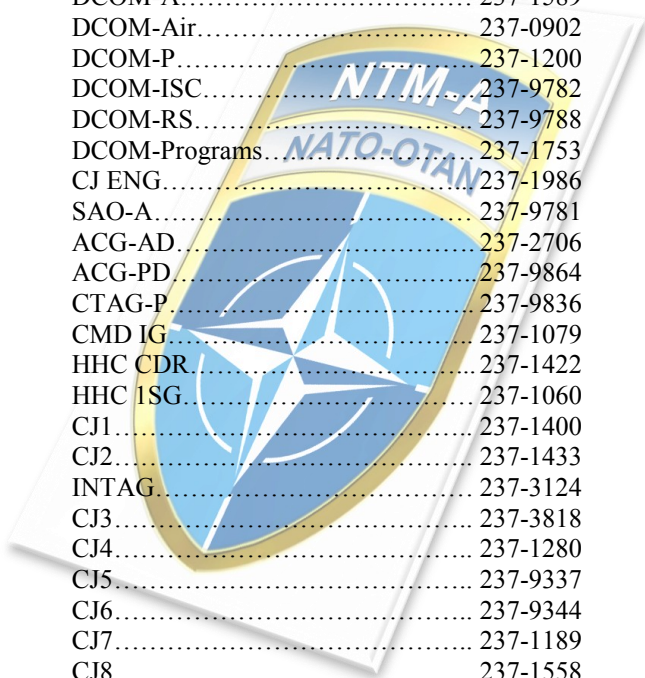 DCOM-A……………………………… 237-1589
DCOM-Air…………………………… 237-0902
DCOM-P……………………………… 237-1200
DCOM-ISC…………………………… 237-9782
DCOM-RS…………………………… 237-9788
DCOM-Programs…………………… 237-1753
CJ ENG……………………………… 237-1986
SAO-A………………………………… 237-9781
ACG-AD……………………………… 237-2706
ACG-PD……………………………… 237-9864
CTAG-P……………………………… 237-9836
CMD IG……………………………… 237-1079
HHC CDR…………………………… 237-1422
HHC 1SG…………………………… 237-1060
CJ1…………………………………… 237-1400
CJ2…………………………………… 237-1433
INTAG………………………………… 237-3124
CJ3…………………………………… 237-3818
CJ4…………………………………… 237-1280
CJ5…………………………………… 237-9337
CJ6…………………………………… 237-9344
CJ7…………………………………… 237-1189
CJ8 237-1558
NTM-A
NATO-OTAN